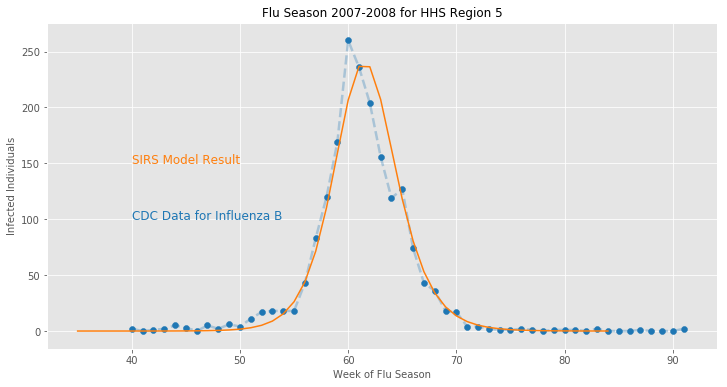 Flu Season 2007-2008 for HHS Region 5
250
200
150
100
50
0
Infected Individuals
SIRS Model Result
CDC Data for Influenza B
40 50 60 70 80 90
Week of Flu Season